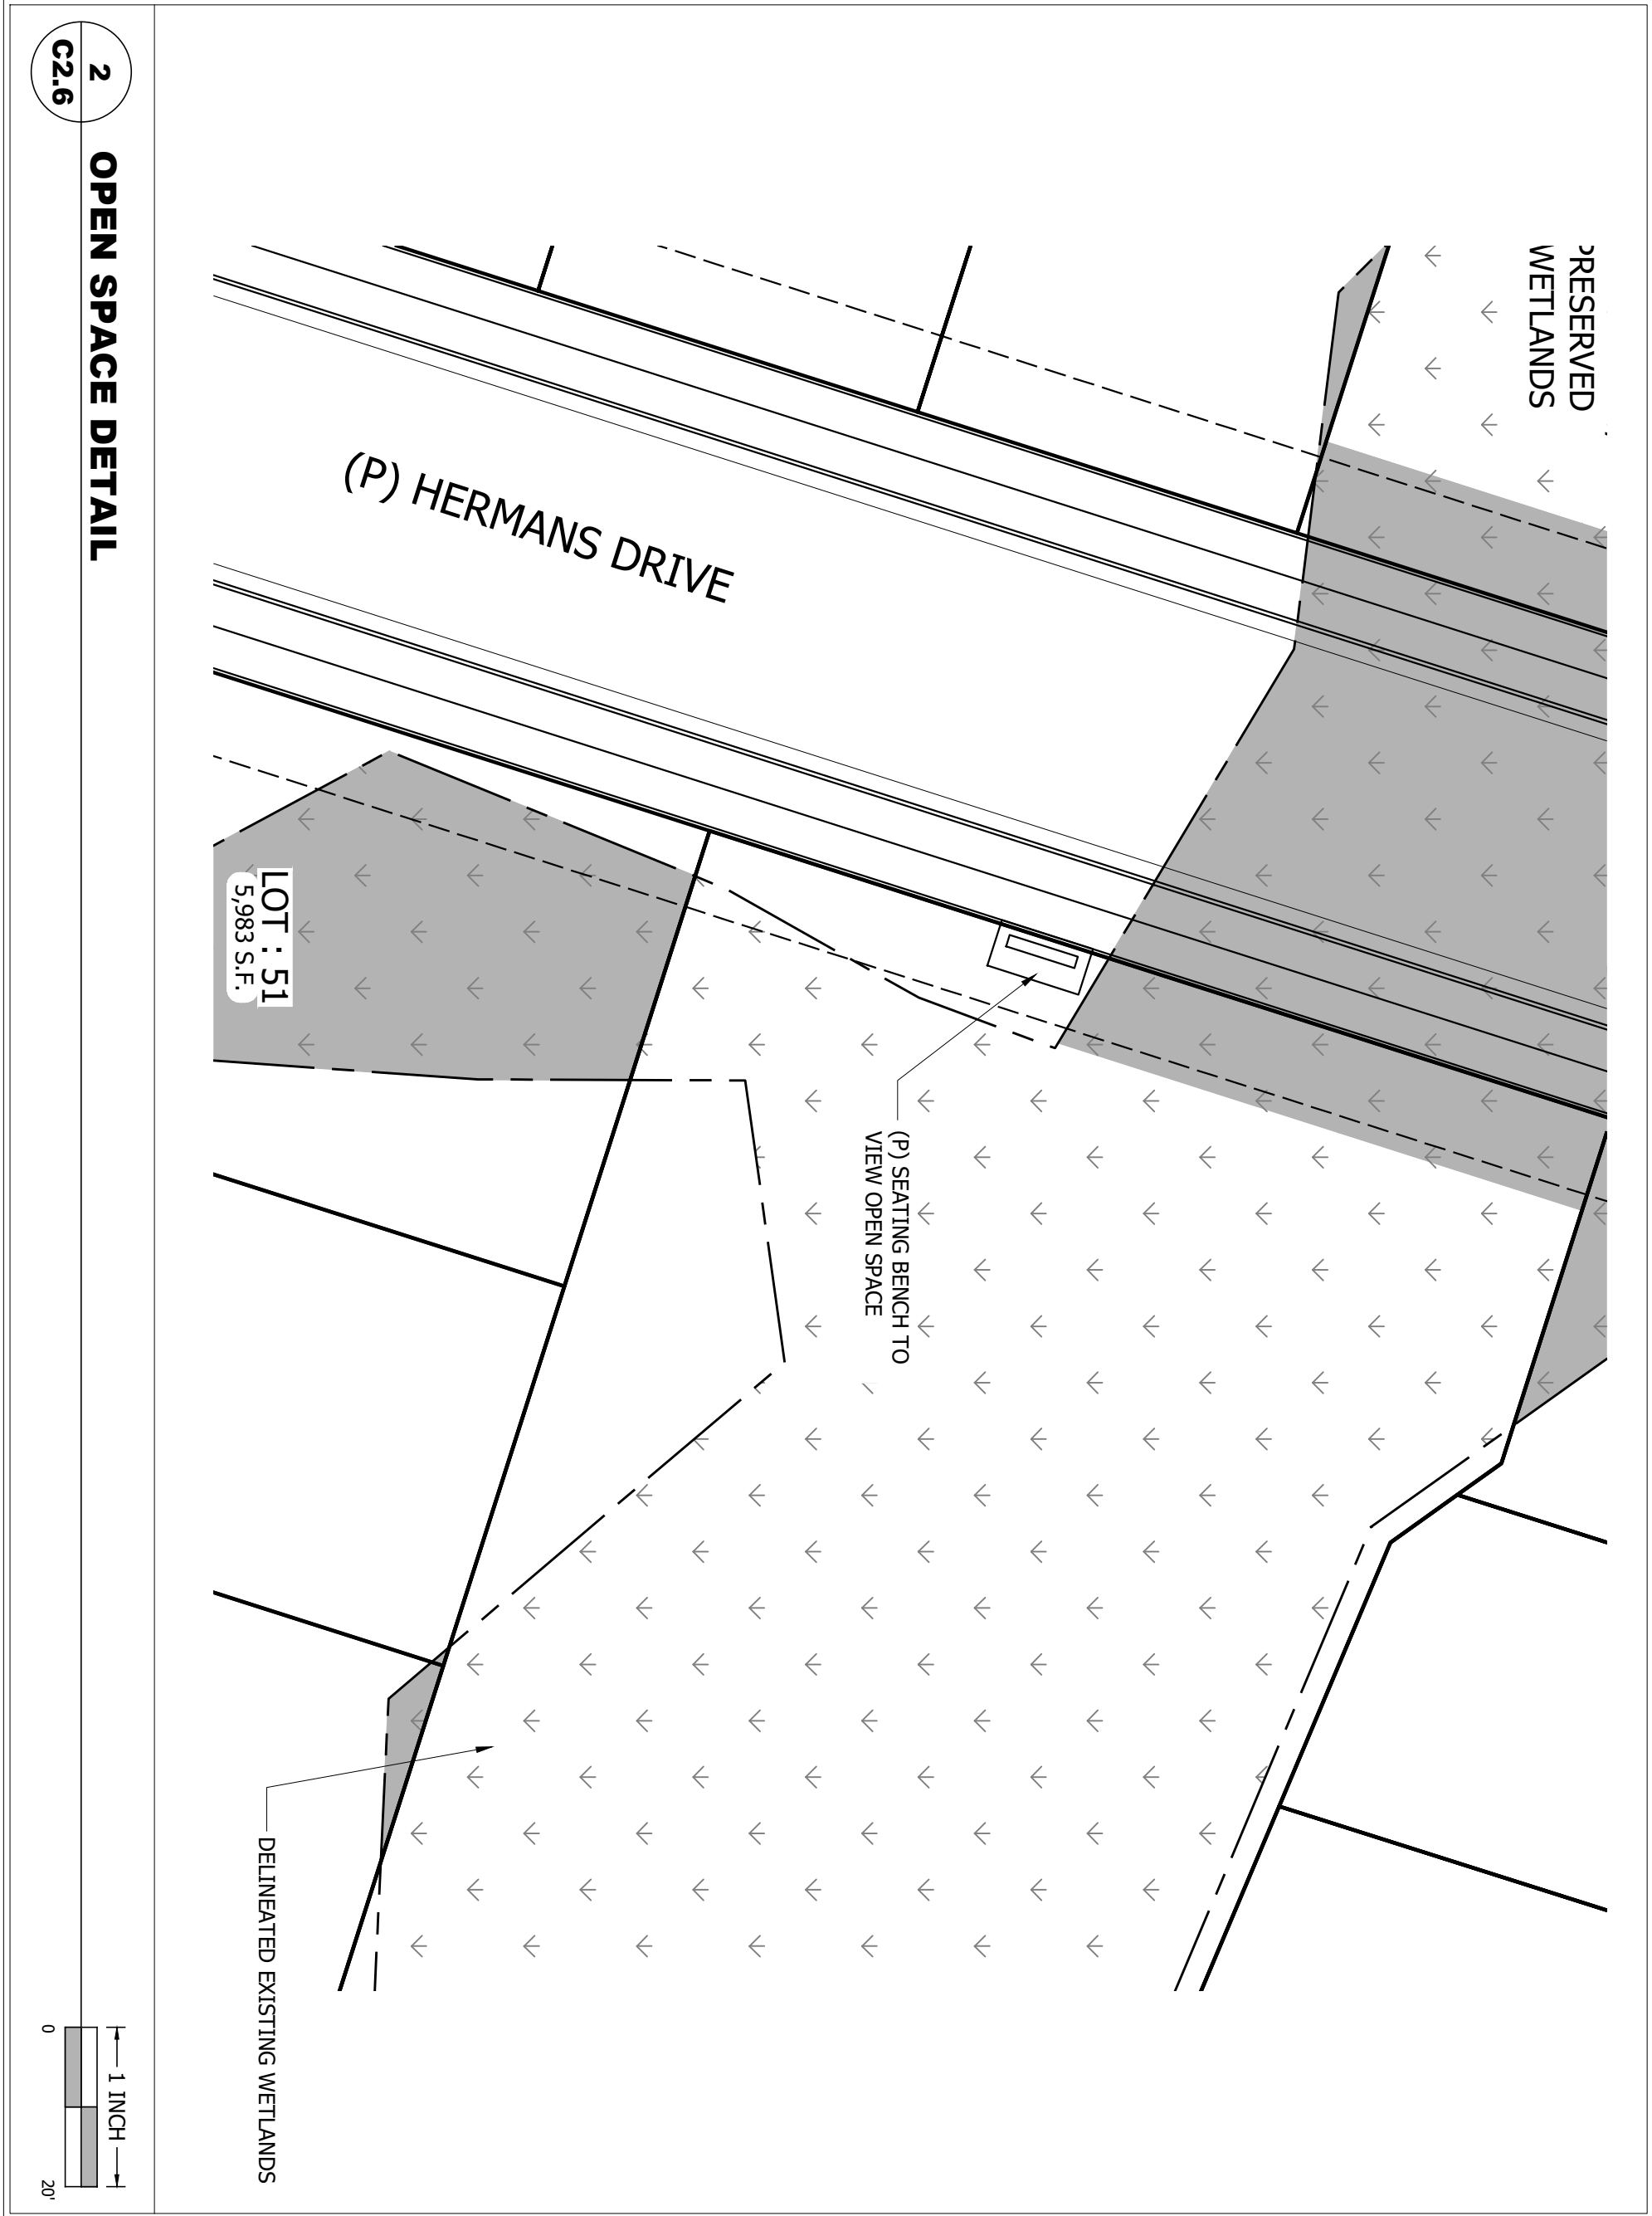 PRESERVED
WETLANDS
(P) HERMANS DRIVE
(P) SEATING BENCH TO
VIEW OPEN SPACE
LOT : 51
5,983 S.F.
DELINEATED EXISTING WETLANDS
2
C2.6
OPEN SPACE DETAIL
1 INCH
0
20'